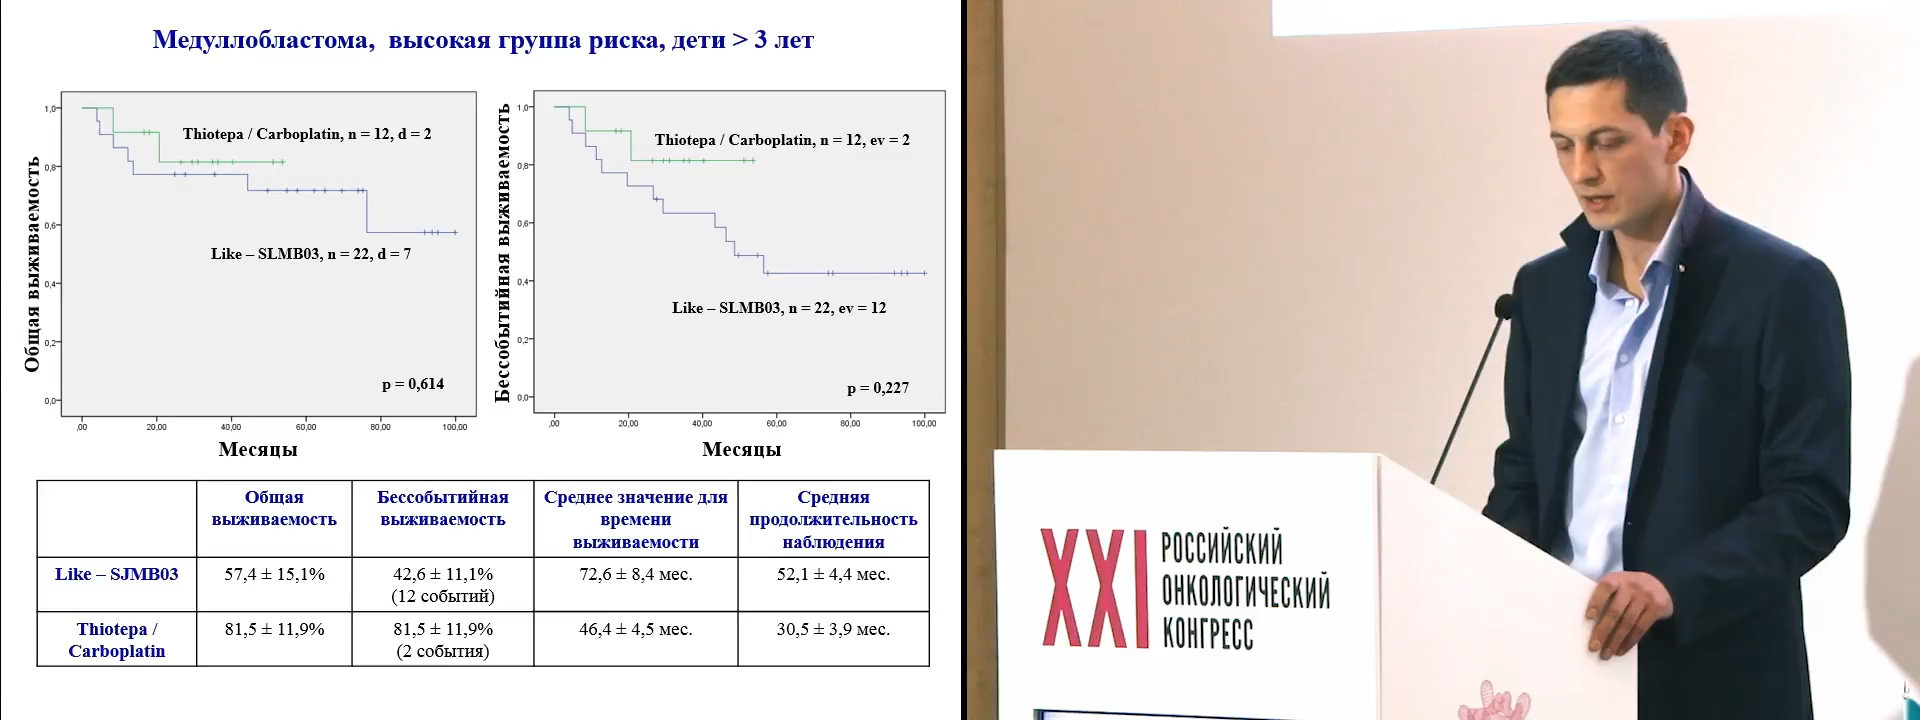 Медуллобластома, высокая группа риска, дети > 3 лет
Общая выживаемость
1,0
0,8
0,6
0,4
0,2
0,0
Thiotepa / Carboplatin, n = 12, d = 2
Like – SLMB03, n = 22, d = 7
p = 0,614
,00 20,00 40,00 60,00 80,00 100,00
Месяцы
Бессобытийная выживаемость
1,0
0,8
0,6
0,4
0,2
0,0
Thiotepa / Carboplatin, n = 12, ev = 2
Like – SLMB03, n = 22, ev = 12
p = 0,227
,00 20,00 40,00 60,00 80,00 100,00
Месяцы
Общая
выживаемость
Бессобытийная
выживаемость
Среднее значение для
времени
выживаемости
Средняя
продолжительность
наблюдения
Like – SJMB03
57,4 ± 15,1%
42,6 ± 11,1%
(12 событий)
72,6 ± 8,4 мес.
52,1 ± 4,4 мес.
Thiotepa /
Carboplatin
81,5 ± 11,9%
81,5 ± 11,9%
(2 события)
46,4 ± 4,5 мес.
30,5 ± 3,9 мес.
XXI
РОССИЙСКИЙ
ОНКОЛОГИЧЕСКИЙ
КОНГРЕСС